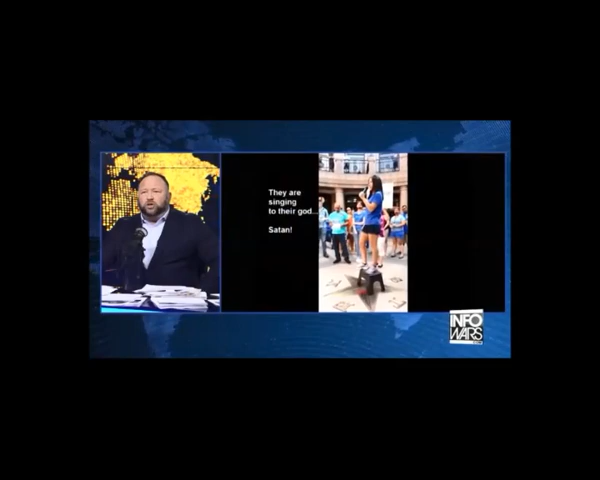 They are
singing
to their god...
Satan!
INFO
WARS